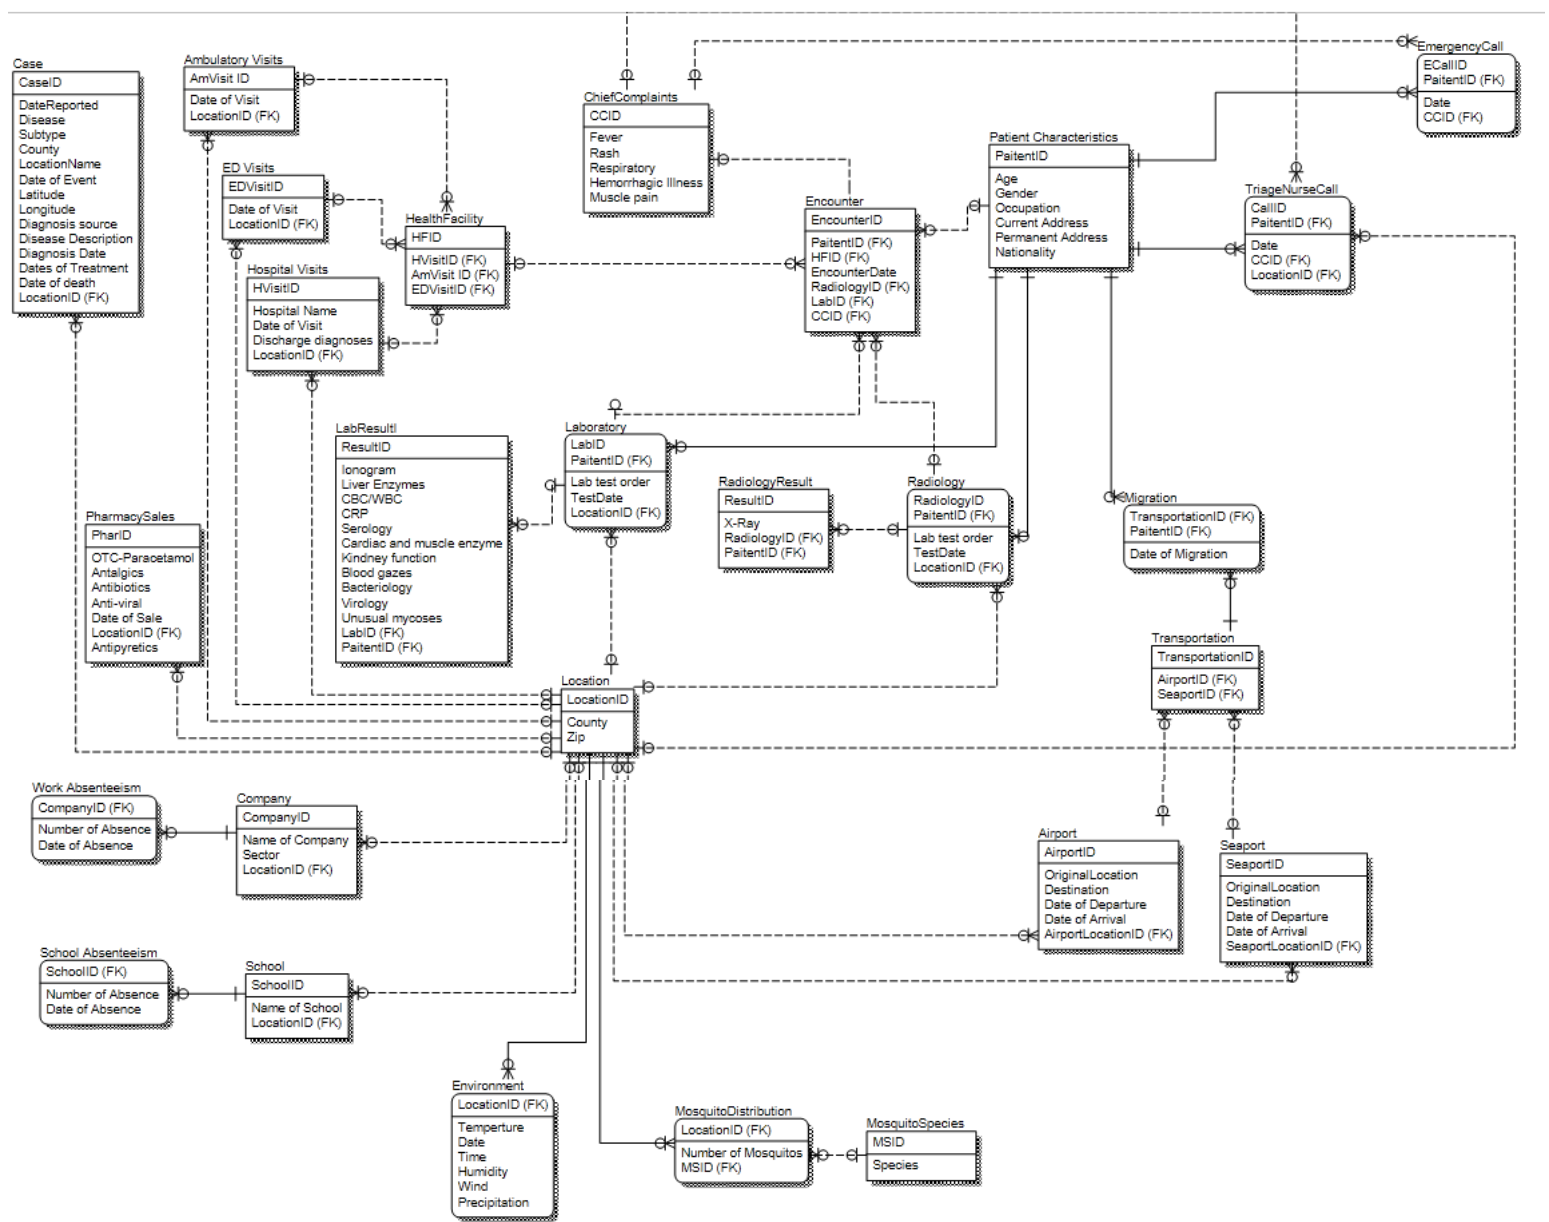 Case
CaseID
DateReported
Disease
Subtype
County
LocationName
Date of Event
Latitude
Longitude
Diagnosis source
Disease Description
Diagnosis Date
Dates of Treatment
Date of death
LocationID (FK)
Ambulatory Visits
AmVisit ID
Date of Visit
LocationID (FK)
ED Visits
EDVisitID
Date of Visit
LocationID (FK)
Hospital Visits
HVisitID
Hospital Name
Date of Visit
Discharge diagnoses
LocationID (FK)
HealthFacility
HFID
HVisitID (FK)
AmVisit ID (FK)
EDVisitID (FK)
ChiefComplaints
CCID
Fever
Rash
Respiratory
Hemorrhagic Illness
Muscle pain
Encounter
EncounterID
PaitentID (FK)
HFID (FK)
EncounterDate
RadiologyID (FK)
LabID (FK)
CCID (FK)
Patient Characteristics
PaitentID
Age
Gender
Occupation
Current Address
Permanent Address
Nationality
EmergencyCall
ECallID
PaitentID (FK)
Date
CCID (FK)
TriageNurseCall
CallID
PaitentID (FK)
Date
CCID (FK)
LocationID (FK)
LabResultl
ResultID
Ionogram
Liver Enzymes
CBC/WBC
CRP
Serology
Cardiac and muscle enzyme
Kidney function
Blood gazes
Bacteriology
Virology
Unusual mycoses
LabID (FK)
PaitentID (FK)
Laboratory
LabID
PaitentID (FK)
Lab test order
TestDate
LocationID (FK)
RadiologyResult
ResultID
X-Ray
RadiologyID (FK)
PaitentID (FK)
Radiology
RadiologyID
PaitentID (FK)
Lab test order
TestDate
LocationID (FK)
Migration
TransportationID (FK)
PaitentID (FK)
Date of Migration
PharmacySales
PharID
OTC-Paracetamol
Antalgics
Antibiotics
Anti-viral
Date of Sale
LocationID (FK)
Antipyretics
Transportation
TransportationID
AirportID (FK)
SeaportID (FK)
Location
LocationID
County
Zip
Work Absenteeism
CompanyID (FK)
Number of Absence
Date of Absence
Company
CompanyID
Name of Company
Sector
LocationID (FK)
Airport
AirportID
OriginalLocation
Destination
Date of Departure
Date of Arrival
AirportLocationID (FK)
Seaport
SeaportID
OriginalLocation
Destination
Date of Departure
Date of Arrival
SeaportLocationID (FK)
School Absenteeism
SchoolID (FK)
Number of Absence
Date of Absence
School
SchoolID
Name of School
LocationID (FK)
Environment
LocationID (FK)
Temperture
Date
Time
Humidity
Wind
Precipitation
MosquitoDistribution
LocationID (FK)
Number of Mosquitos
MSID (FK)
MosquitoSpecies
MSID
Species